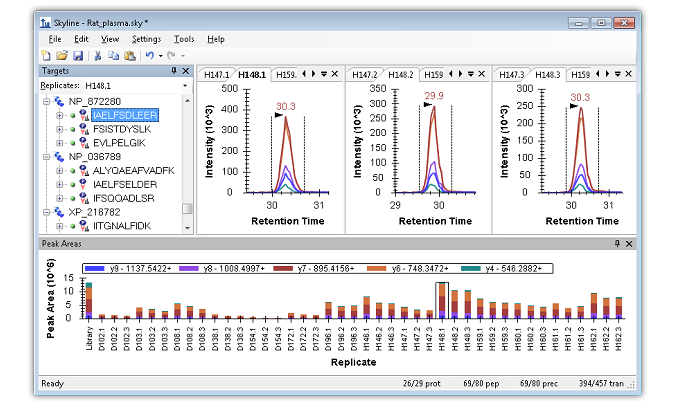 Skyline - Rat_plasma.sky *
File Edit View Settings Tools Help
Targets
Replicates: H148.1
NP_872280
IAELFSDLEER
FSISTDYSLK
EVLPELGIK
NP_036789
ALYQAEAFVADFK
IAELFSELDER
IFSQQADLSR
XP_216782
IITGNALFIDK
H147.1 H148.1 H159.
500
400
300
200
100
0
Intensity (10^3)
30.3
30 31
Retention Time
H147.2 H148.2 H159
350
300
250
200
150
100
50
0
Intensity (10^3)
29.9
29 30
Retention Time
H147.3 H148.3 H159
350
300
250
200
150
100
50
0
Intensity (10^3)
30.3
30 31
Retention Time
Peak Areas
y9 - 1137.5422+ y8 - 1008.4997+ y7 - 895.4156+ y6 - 748.3472+ y4 - 546.2882+
Peak Area (10^6)
15
10
5
0
Library D102.1 D102.2 D102.3 D103.1 D103.2 D103.3 D108.1 D108.2 D108.3 D138.1 D138.2 D138.3 D154.1 D154.2 D154.3 D172.1 D172.2 D172.3 D196.1 D196.2 D196.3 H146.1 H146.2 H146.3 H147.1 H147.2 H147.3 H148.1 H148.2 H148.3 H159.1 H159.2 H159.3 H160.1 H160.2 H160.3 H161.1 H161.2 H161.3 H162.1 H162.2 H162.3
Replicate
Ready 26/29 prot 69/80 pep 69/80 prec 394/457 tran